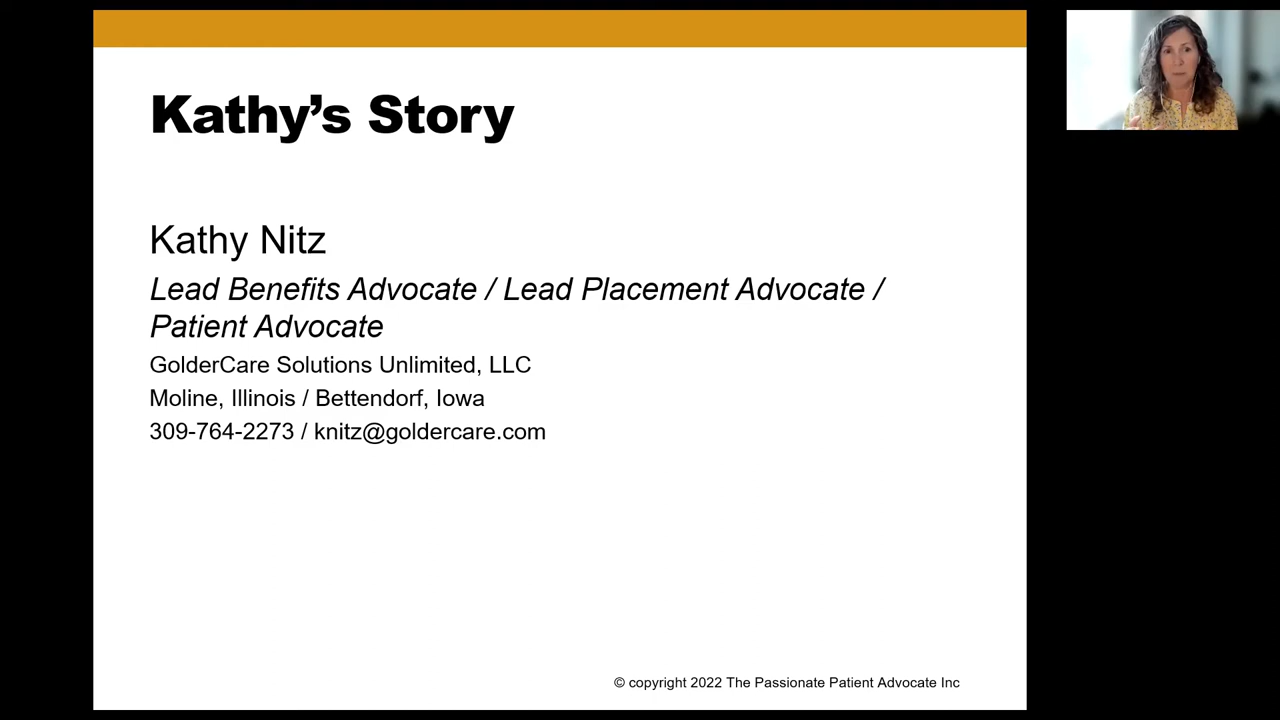 Kathy's Story
Kathy Nitz
Lead Benefits Advocate / Lead Placement Advocate /
Patient Advocate
GolderCare Solutions Unlimited, LLC
Moline, Illinois / Bettendorf, Iowa
309-764-2273 / knitz@goldercare.com
© copyright 2022 The Passionate Patient Advocate Inc